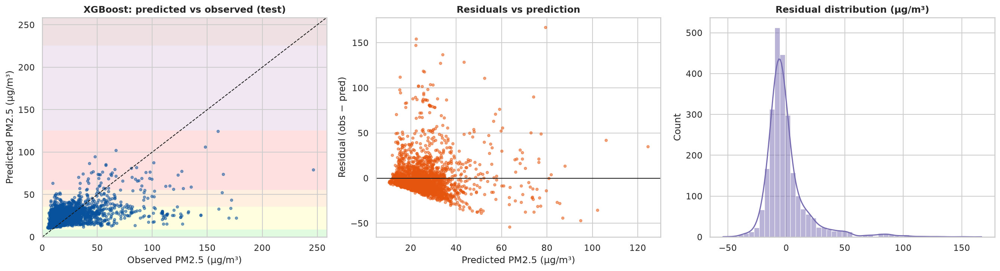 XGBoost: predicted vs observed (test)
250
200
150
100
50
0
Predicted PM2.5 (µg/m³)
0 50 100 150 200 250
Observed PM2.5 (µg/m³)
Residuals vs prediction
150
100
50
0
−50
Residual (obs − pred)
20 40 60 80 100 120
Predicted PM2.5 (µg/m³)
Residual distribution (µg/m³)
500
400
300
200
100
0
Count
−50 0 50 100 150